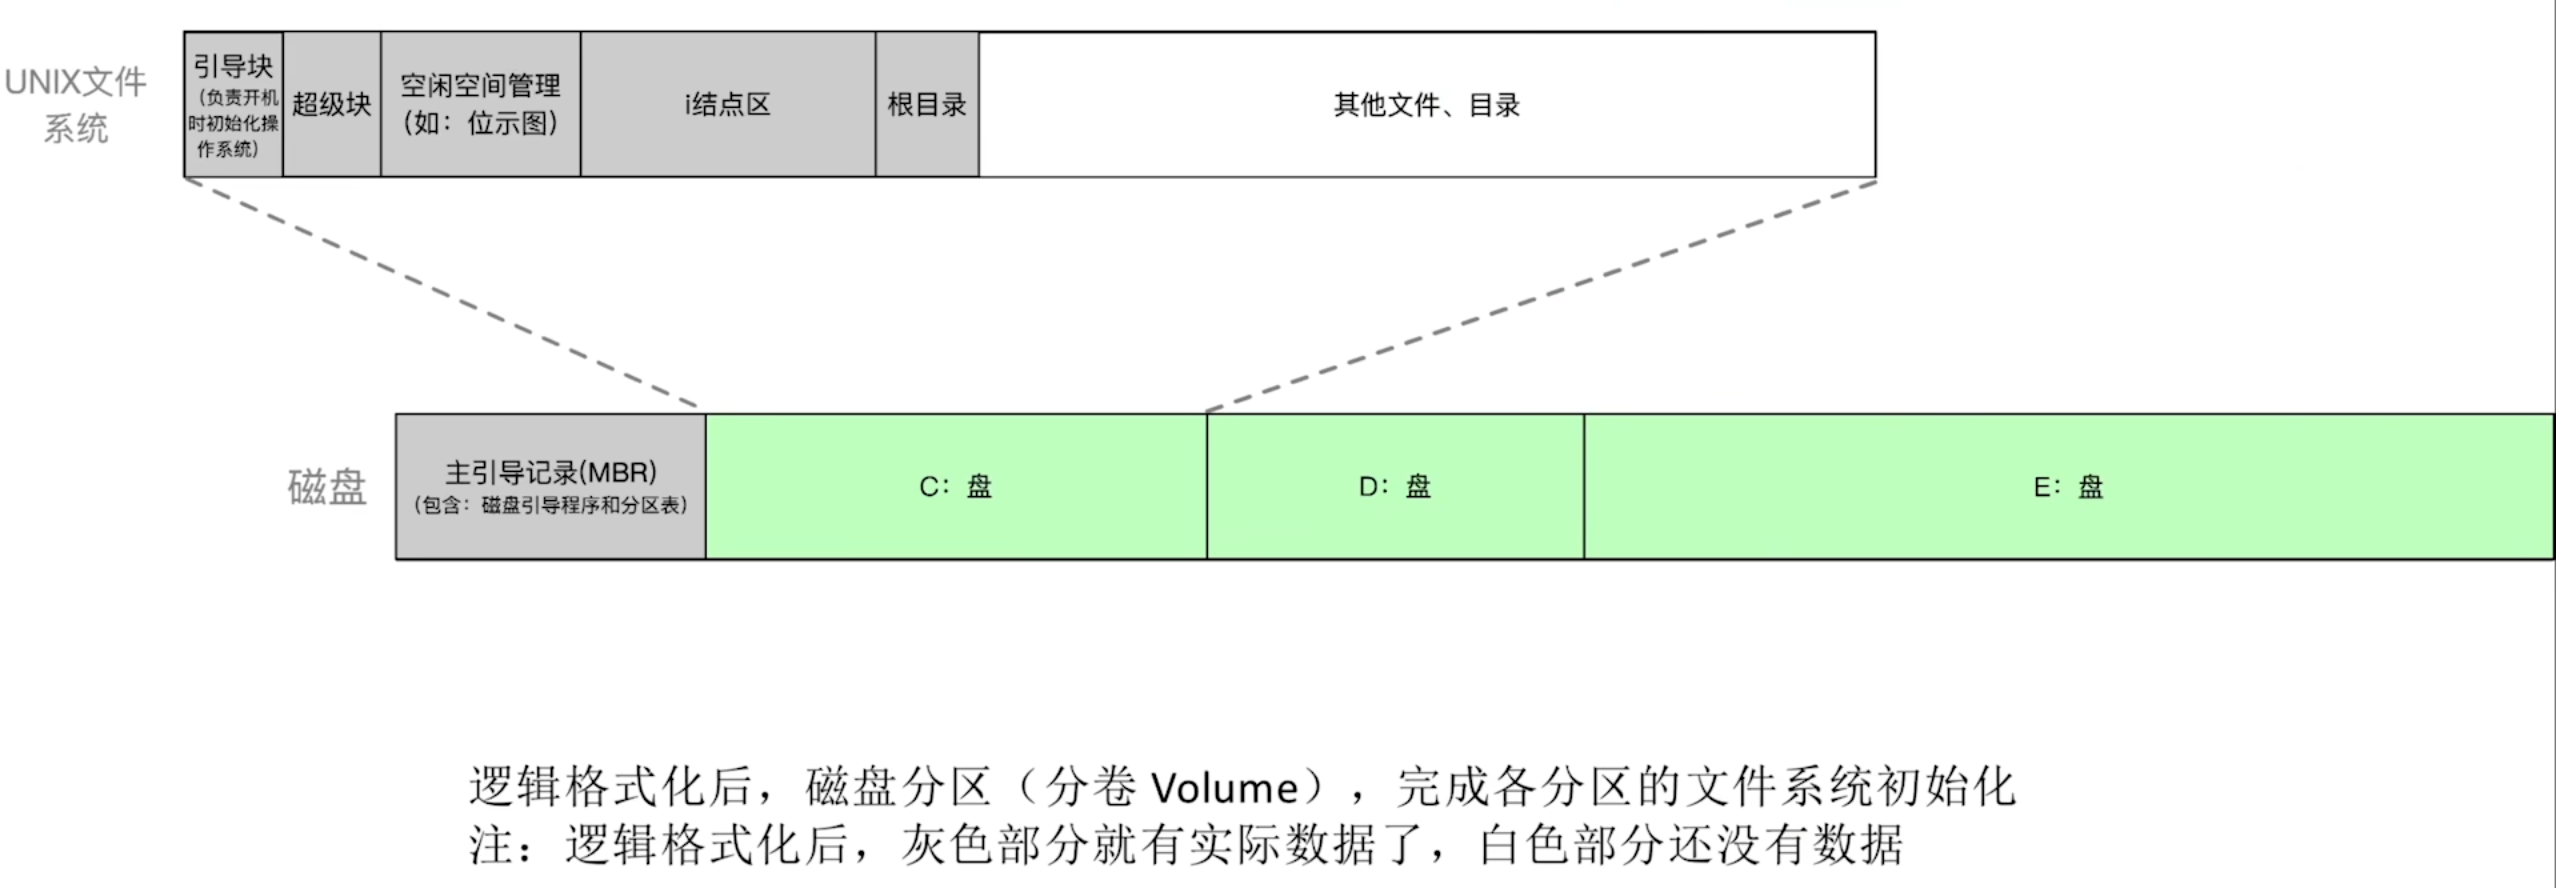 UNIX文件
系统
引导块
（负责开机
时初始化操
作系统）
超级块
空闲空间管理
（如：位示图）
i结点区
根目录
其他文件、目录
磁盘
主引导记录(MBR)
（包含：磁盘引导程序和分区表）
C：盘
D：盘
E：盘
逻辑格式化后，磁盘分区（分卷 Volume），完成各分区的文件系统初始化
注：逻辑格式化后，灰色部分就有实际数据了，白色部分还没有数据